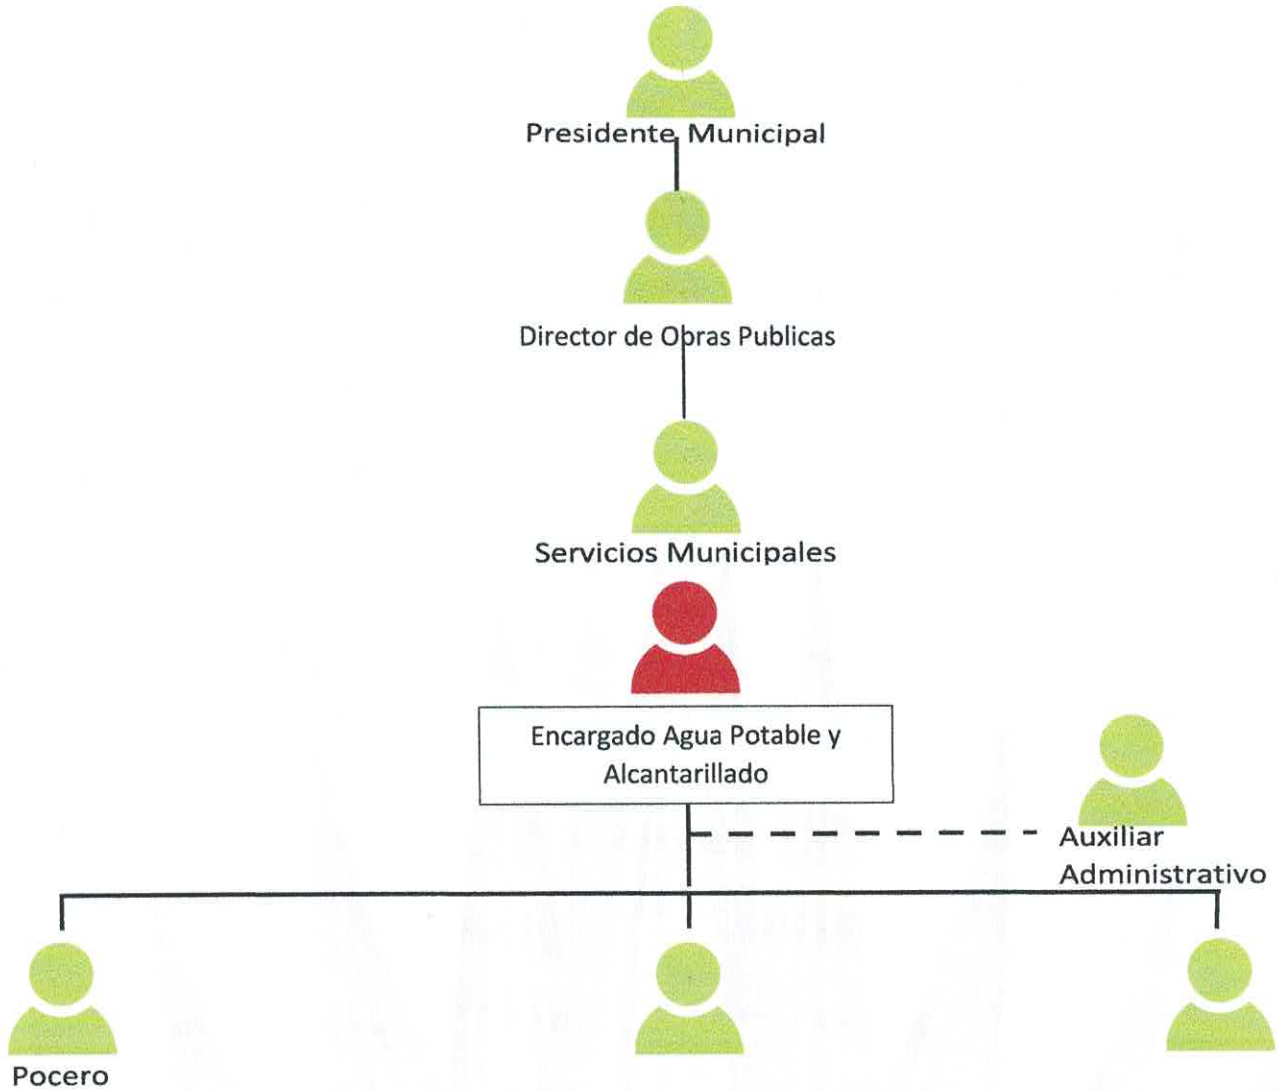 Presidente Municipal
Director de Obras Publicas
Servicios Municipales
Encargado Agua Potable y
Alcantarillado
Auxiliar
Administrativo
Pocero